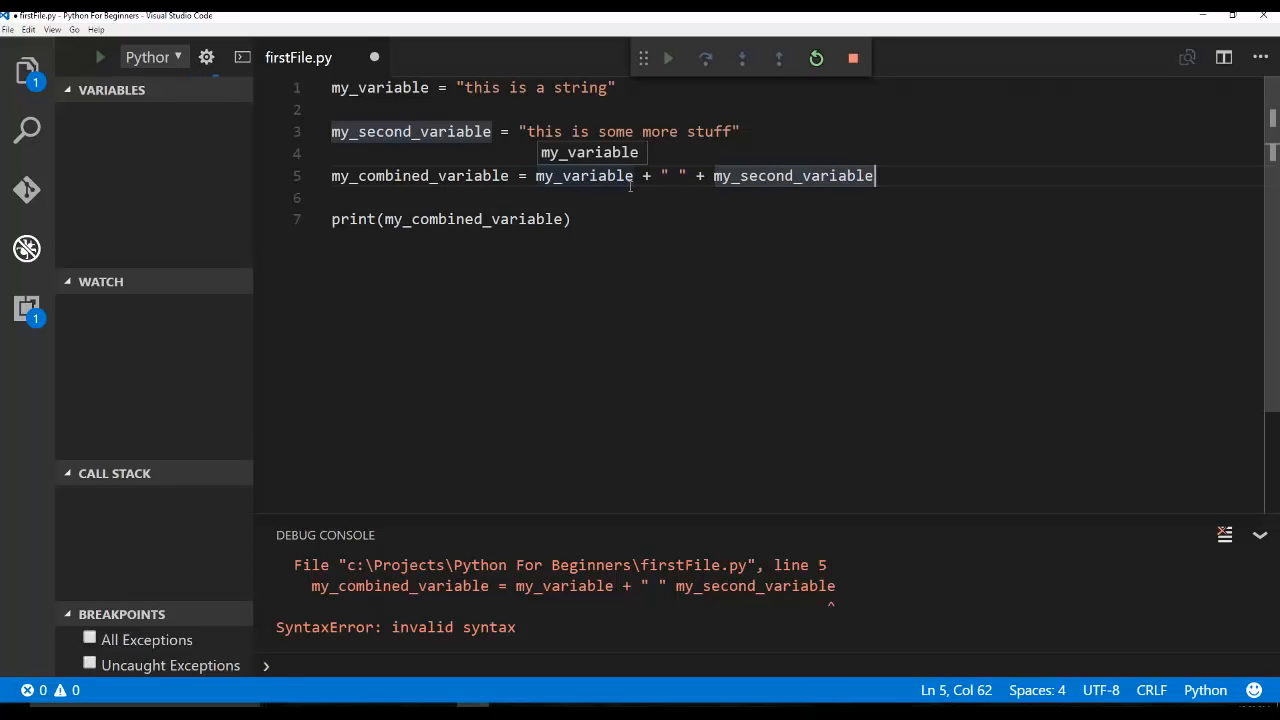 ● firstFile.py - Python For Beginners - Visual Studio Code
File Edit View Go Help
Python ▼
firstFile.py ●
1
VARIABLES
WATCH
CALL STACK
BREAKPOINTS
All Exceptions
Uncaught Exceptions
1
1 my_variable = "this is a string"
2
3 my_second_variable = "this is some more stuff"
my_variable
4
5 my_combined_variable = my_variable + " " + my_second_variable
6
7 print(my_combined_variable)
DEBUG CONSOLE
File "c:\Projects\Python For Beginners\firstFile.py", line 5
my_combined_variable = my_variable + " " my_second_variable
^
SyntaxError: invalid syntax
›
0 0 Ln 5, Col 62 Spaces: 4 UTF-8 CRLF Python